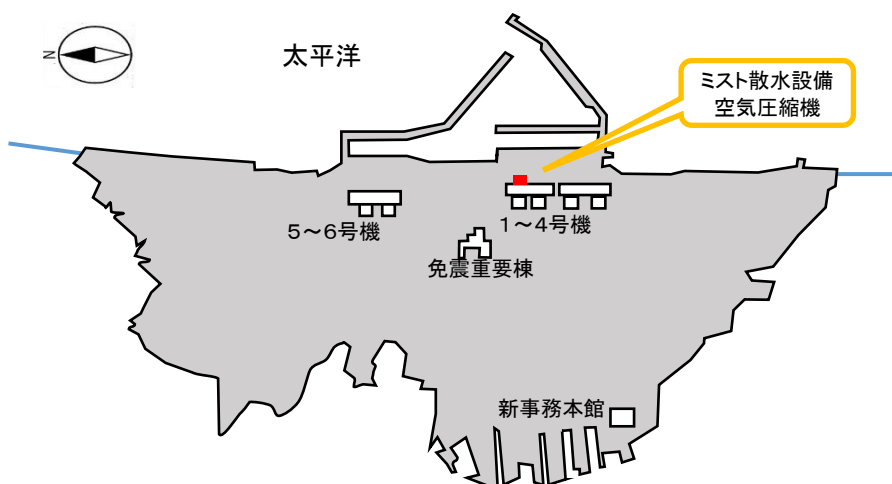 N
太平洋
ミスト散水設備
空気圧縮機
5~6号機
1~4号機
免震重要棟
新事務本館